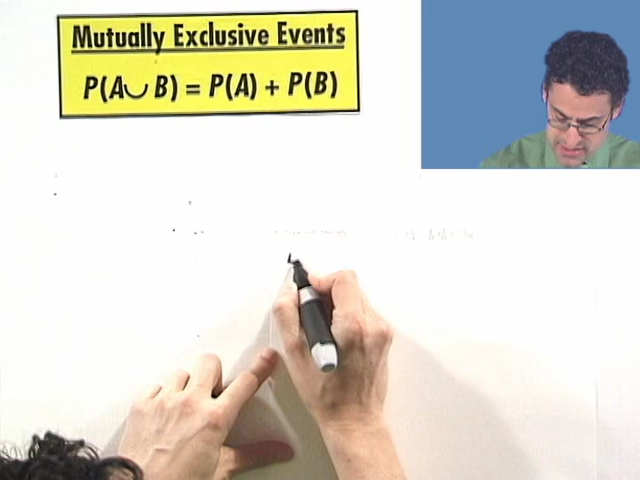 Mutually Exclusive Events
P(A∪B) = P(A) + P(B)